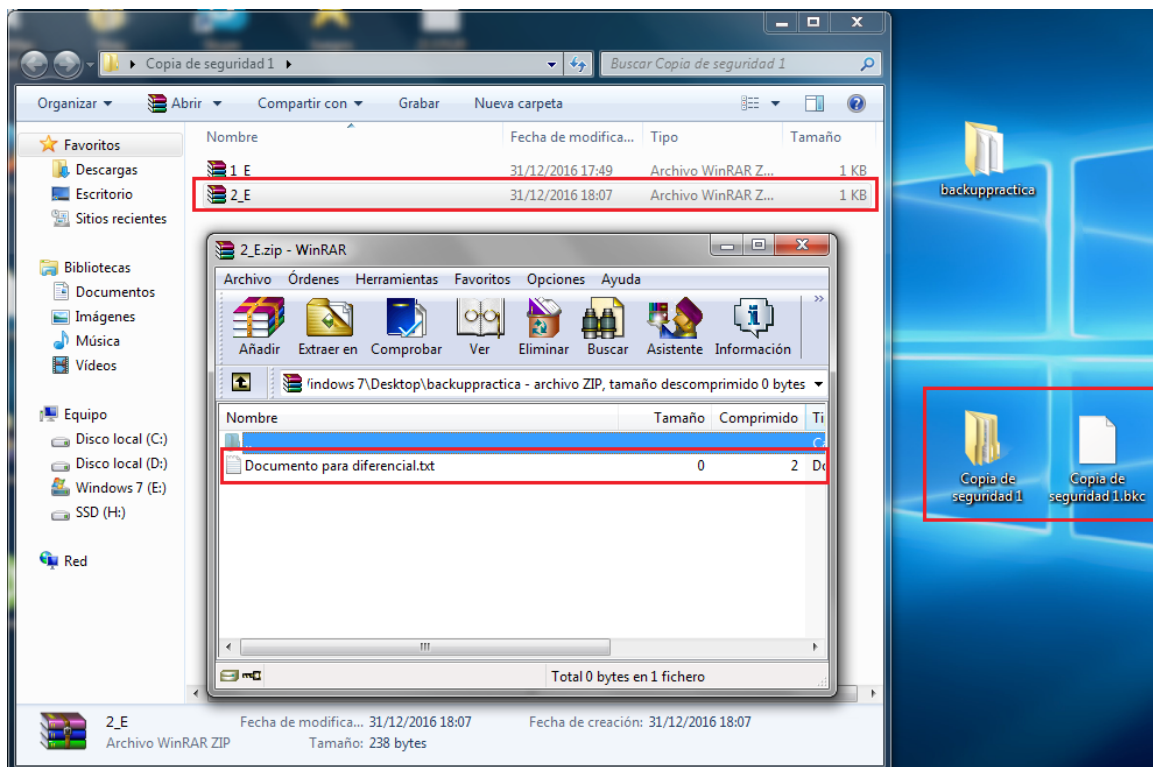 Copia de seguridad 1
Buscar Copia de seguridad 1
Organizar
Abrir
Compartir con
Grabar
Nueva carpeta
Favoritos
Descargas
Escritorio
Sitios recientes
Bibliotecas
Documentos
Imágenes
Música
Vídeos
Equipo
Disco local (C:)
Disco local (D:)
Windows 7 (E:)
SSD (H:)
Red
Nombre Fecha de modifica... Tipo Tamaño
1_E 31/12/2016 17:49 Archivo WinRAR Z... 1 KB
2_E 31/12/2016 18:07 Archivo WinRAR Z... 1 KB
2_E.zip - WinRAR
Archivo Órdenes Herramientas Favoritos Opciones Ayuda
Añadir Extraer en Comprobar Ver Eliminar Buscar Asistente Información »
indows 7\Desktop\backuppractica - archivo ZIP, tamaño descomprimido 0 bytes
Nombre Tamaño Comprimido Ti
..
Documento para diferencial.txt 0 2 Do
Total 0 bytes en 1 fichero
2_E Fecha de modifica... 31/12/2016 18:07 Fecha de creación: 31/12/2016 18:07
Archivo WinRAR ZIP Tamaño: 238 bytes
backuppractica
Copia de
seguridad 1
Copia de
seguridad 1.bkc